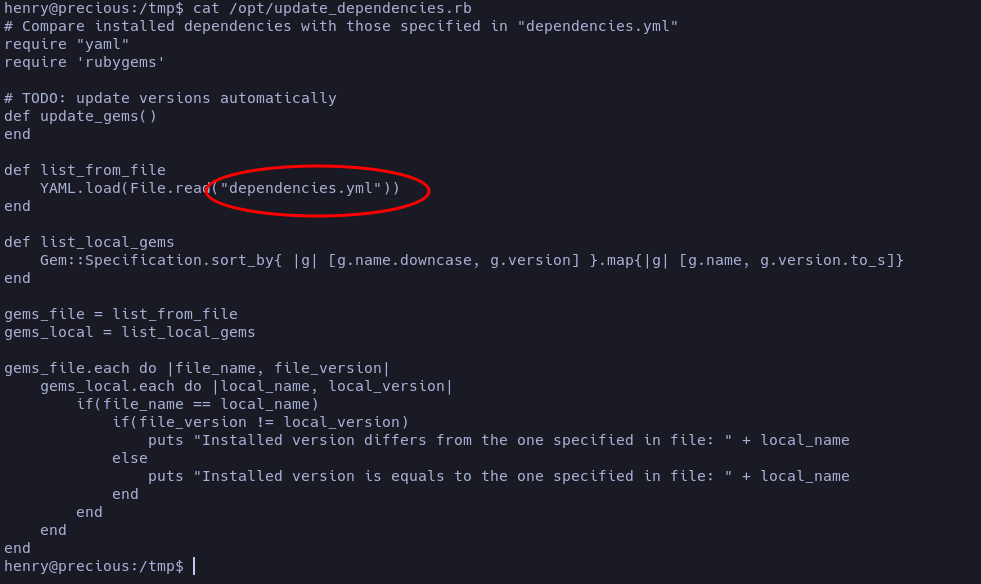 henry@precious:/tmp$ cat /opt/update_dependencies.rb
# Compare installed dependencies with those specified in "dependencies.yml"
require "yaml"
require 'rubygems'

# TODO: update versions automatically
def update_gems()
end

def list_from_file
    YAML.load(File.read("dependencies.yml"))
end

def list_local_gems
    Gem::Specification.sort_by{ |g| [g.name.downcase, g.version] }.map{|g| [g.name, g.version.to_s]}
end

gems_file = list_from_file
gems_local = list_local_gems

gems_file.each do |file_name, file_version|
    gems_local.each do |local_name, local_version|
        if(file_name == local_name)
            if(file_version != local_version)
                puts "Installed version differs from the one specified in file: " + local_name
            else
                puts "Installed version is equals to the one specified in file: " + local_name
            end
        end
    end
end
henry@precious:/tmp$